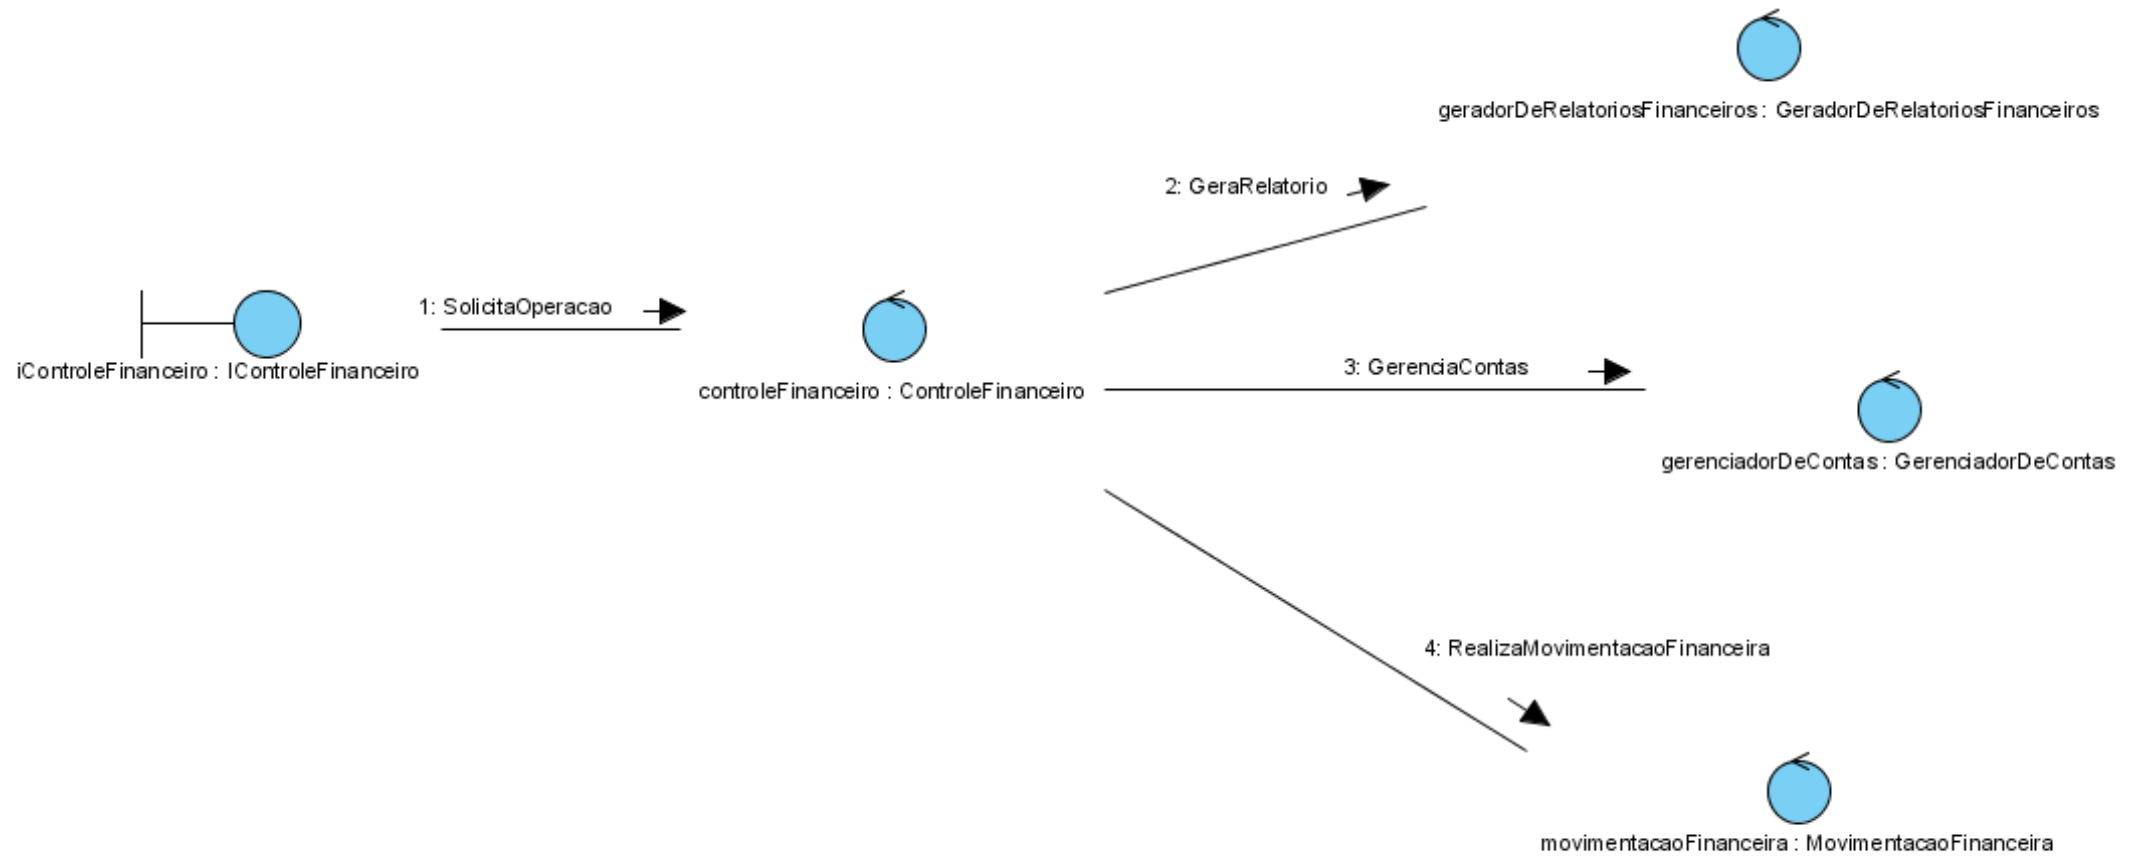 geradorDeRelatoriosFinanceiros : GeradorDeRelatoriosFinanceiros
2: GeraRelatorio
1: SolicitaOperacao
iControleFinanceiro : IControleFinanceiro
3: GerenciaContas
controleFinanceiro : ControleFinanceiro
gerenciadorDeContas : GerenciadorDeContas
4: RealizaMovimentacaoFinanceira
movimentacaoFinanceira : MovimentacaoFinanceira